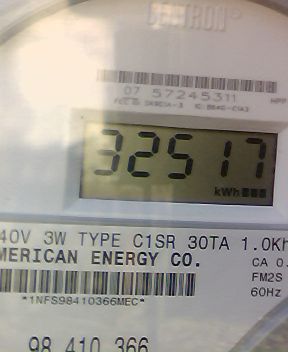 CENTRON®
07 57245311
32517
kWh
40V 3W TYPE C1SR 30TA 1.0Kh
MERICAN ENERGY CO.
CA 0.
FM2S
60Hz
*1NFS98410366MEC*
98 410 366